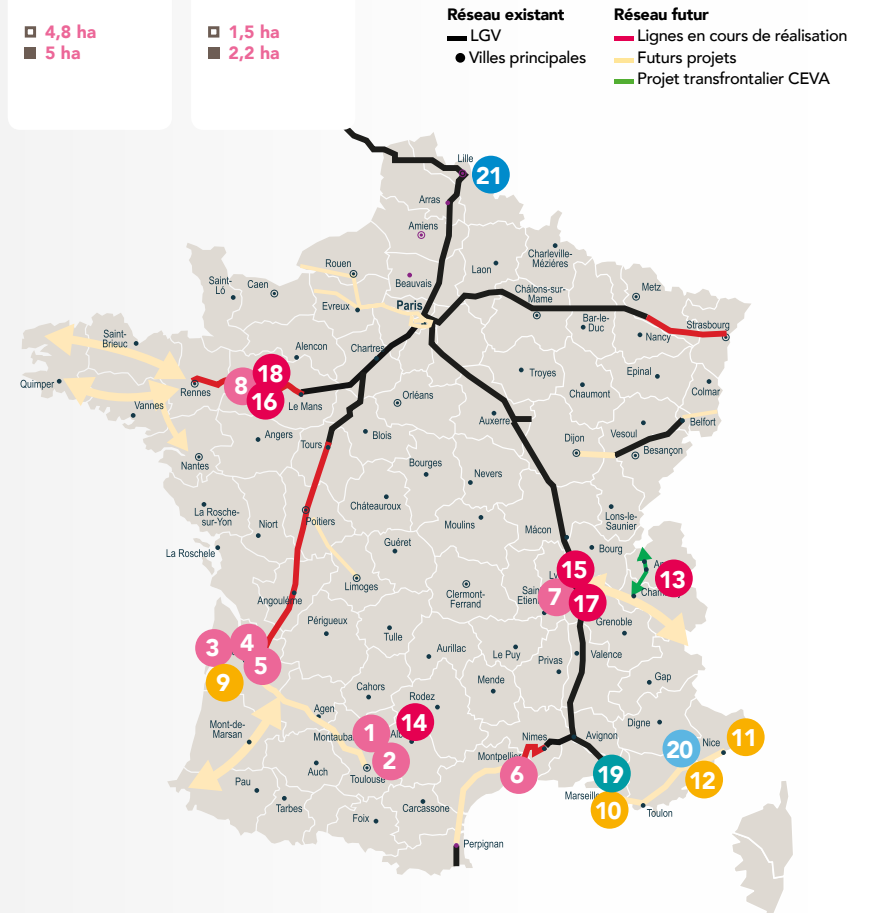 4,8 ha
5 ha
1,5 ha
2,2 ha
Réseau existant
LGV
Villes principales
Réseau futur
Lignes en cours de réalisation
Futurs projets
Projet transfrontalier CEVA
Lille
21
Arras
Amiens
Rouen
Beauvais
Laon
Charleville-
Mézières
Saint-
Lô
Caen
Evreux
Paris
Châlons-sur-
Mame
Metz
Bar-le-
Duc
Nancy
Strasbourg
Saint-
Brieuc
Alencon
Chartres
Quimper
Rennes
8
18
16
Le Mans
Vannes
Orléans
Troyes
Chaumont
Epinal
Colmar
Auxerre
Angers
Tours
Blois
Nantes
Dijon
Vesoul
Belfort
Besançon
Bourges
Nevers
La Rosche-
sur-Yon
Niort
Poitiers
Châteauroux
Moulins
Mâcon
Lons-le-
Saunier
La Roschele
Guéret
Bourg
15
13
Limoges
Clermont-
Ferrand
7
17
Angoulême
Grenoble
Périgueux
Tulle
3
4
5
9
Aurillac
Le Puy
Privas
Valence
Mende
Gap
Cahors
Rodez
Agen
Mont-de-
Marsan
1
14
2
Digne
Nimes
Avignon
Nice
11
20
12
Montpellier
6
19
Auch
Toulouse
Pau
Tarbes
Carcassonne
Foix
Marseille
10
Toulon
Perpignan